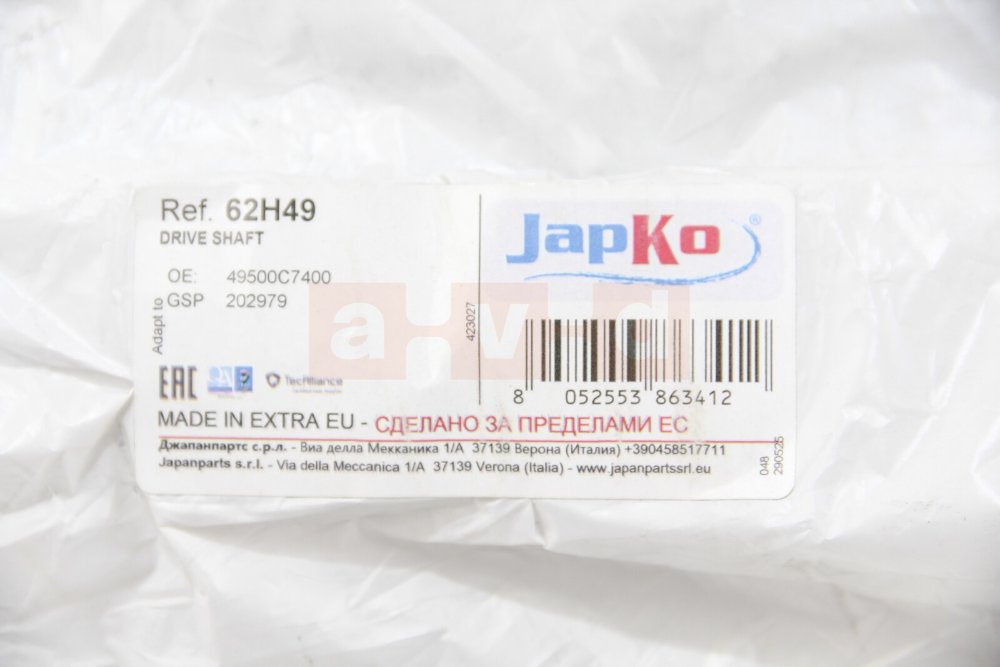 Ref. 62H49
DRIVE SHAFT
JapKo®
Adapt to
OE: 49500C7400
GSP 202979
423027
a-v-d
8 052553 863412
EAC
TecAlliance
MADE IN EXTRA EU - СДЕЛАНО ЗА ПРЕДЕЛАМИ ЕС
Джапанпартс с.р.л. - Виа делла Мекканика 1/А 37139 Верона (Италия) +390458517711
Japanparts s.r.l. - Via della Meccanica 1/A 37139 Verona (Italia) - www.japanpartssrl.eu
048
290525